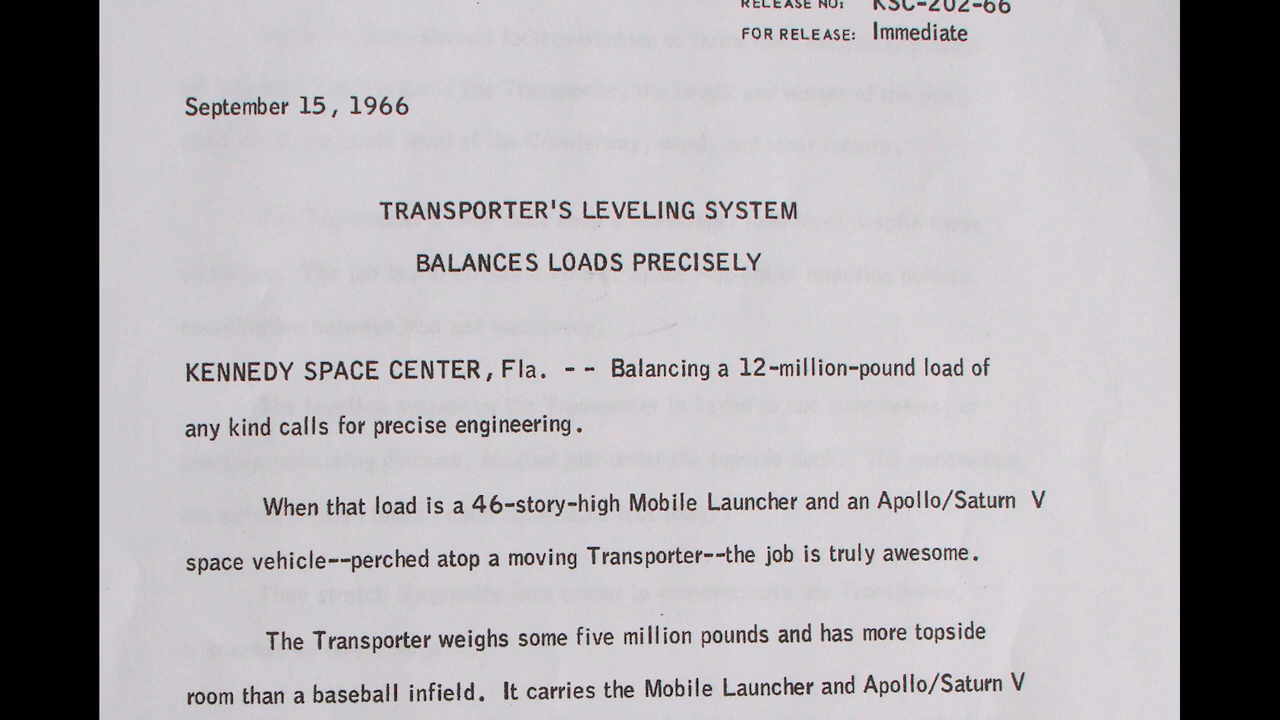 RELEASE NO: KSC-202-66
FOR RELEASE: Immediate
September 15, 1966
TRANSPORTER'S LEVELING SYSTEM
BALANCES LOADS PRECISELY
KENNEDY SPACE CENTER, Fla. - - Balancing a 12-million-pound load of
any kind calls for precise engineering.
When that load is a 46-story-high Mobile Launcher and an Apollo/Saturn V
space vehicle--perched atop a moving Transporter--the job is truly awesome.
The Transporter weighs some five million pounds and has more topside
room than a baseball infield. It carries the Mobile Launcher and Apollo/Saturn V